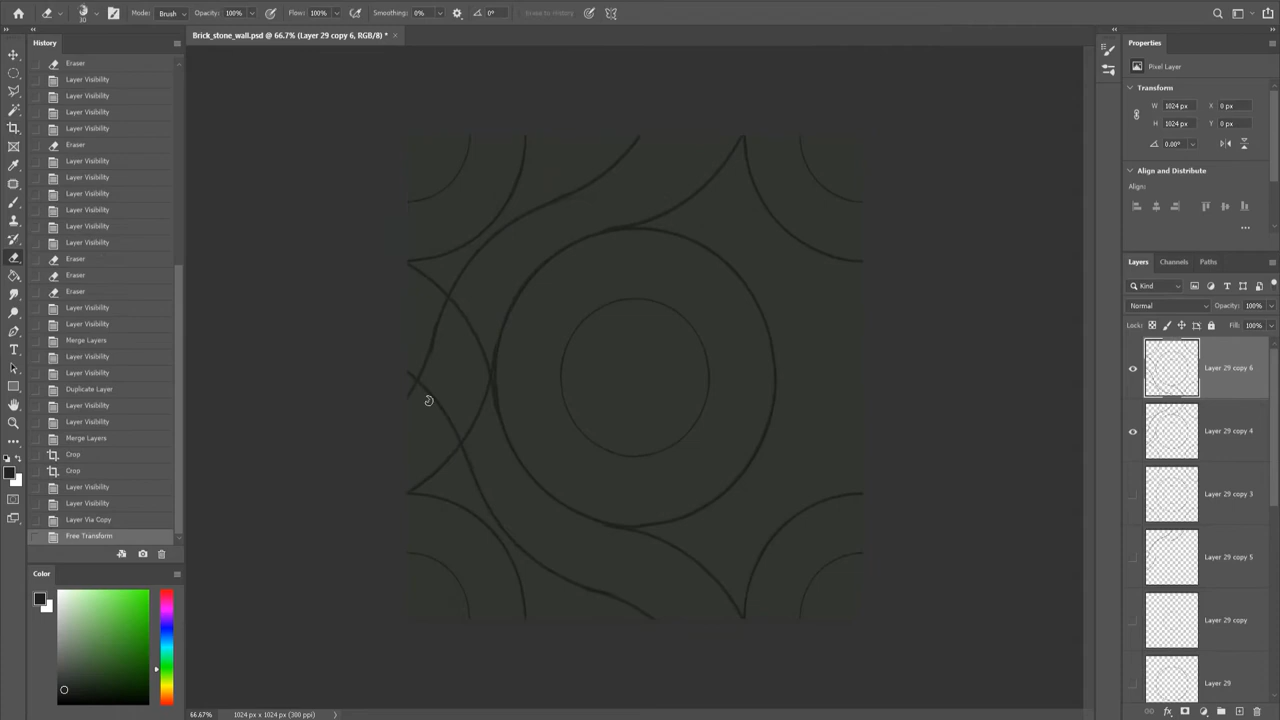 30
Mode: Brush Opacity: 100% Flow: 100% Smoothing: 0% 0° Erase to History
Brick_stone_wall.psd @ 66.7% (Layer 29 copy 6, RGB/8) * ×
History
Eraser
Layer Visibility
Layer Visibility
Layer Visibility
Layer Visibility
Eraser
Layer Visibility
Layer Visibility
Layer Visibility
Layer Visibility
Layer Visibility
Layer Visibility
Eraser
Eraser
Eraser
Layer Visibility
Layer Visibility
Merge Layers
Layer Visibility
Layer Visibility
Duplicate Layer
Layer Visibility
Layer Visibility
Merge Layers
Crop
Crop
Layer Visibility
Layer Visibility
Layer Via Copy
Free Transform
Color
66.67% 1024 px x 1024 px (300 ppi)
Properties
Pixel Layer
Transform
W 1024 px X 0 px
H 1024 px Y 0 px
0.00°
Align and Distribute
Align:
Layers Channels Paths
Kind
Normal Opacity: 100%
Lock: Fill: 100%
Layer 29 copy 6
Layer 29 copy 4
Layer 29 copy 3
Layer 29 copy 5
Layer 29 copy
Layer 29
fx